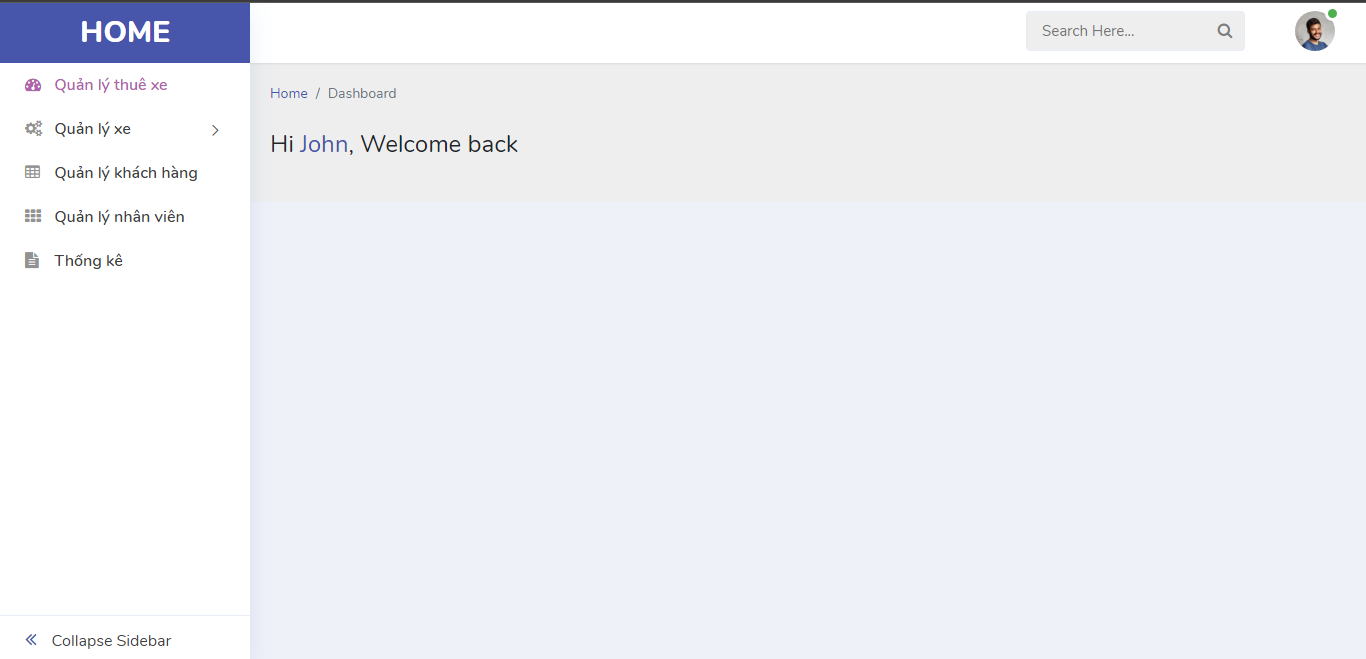 HOME
Search Here...
Quản lý thuê xe
Quản lý xe
Quản lý khách hàng
Quản lý nhân viên
Thống kê
Collapse Sidebar
Home / Dashboard
Hi John, Welcome back